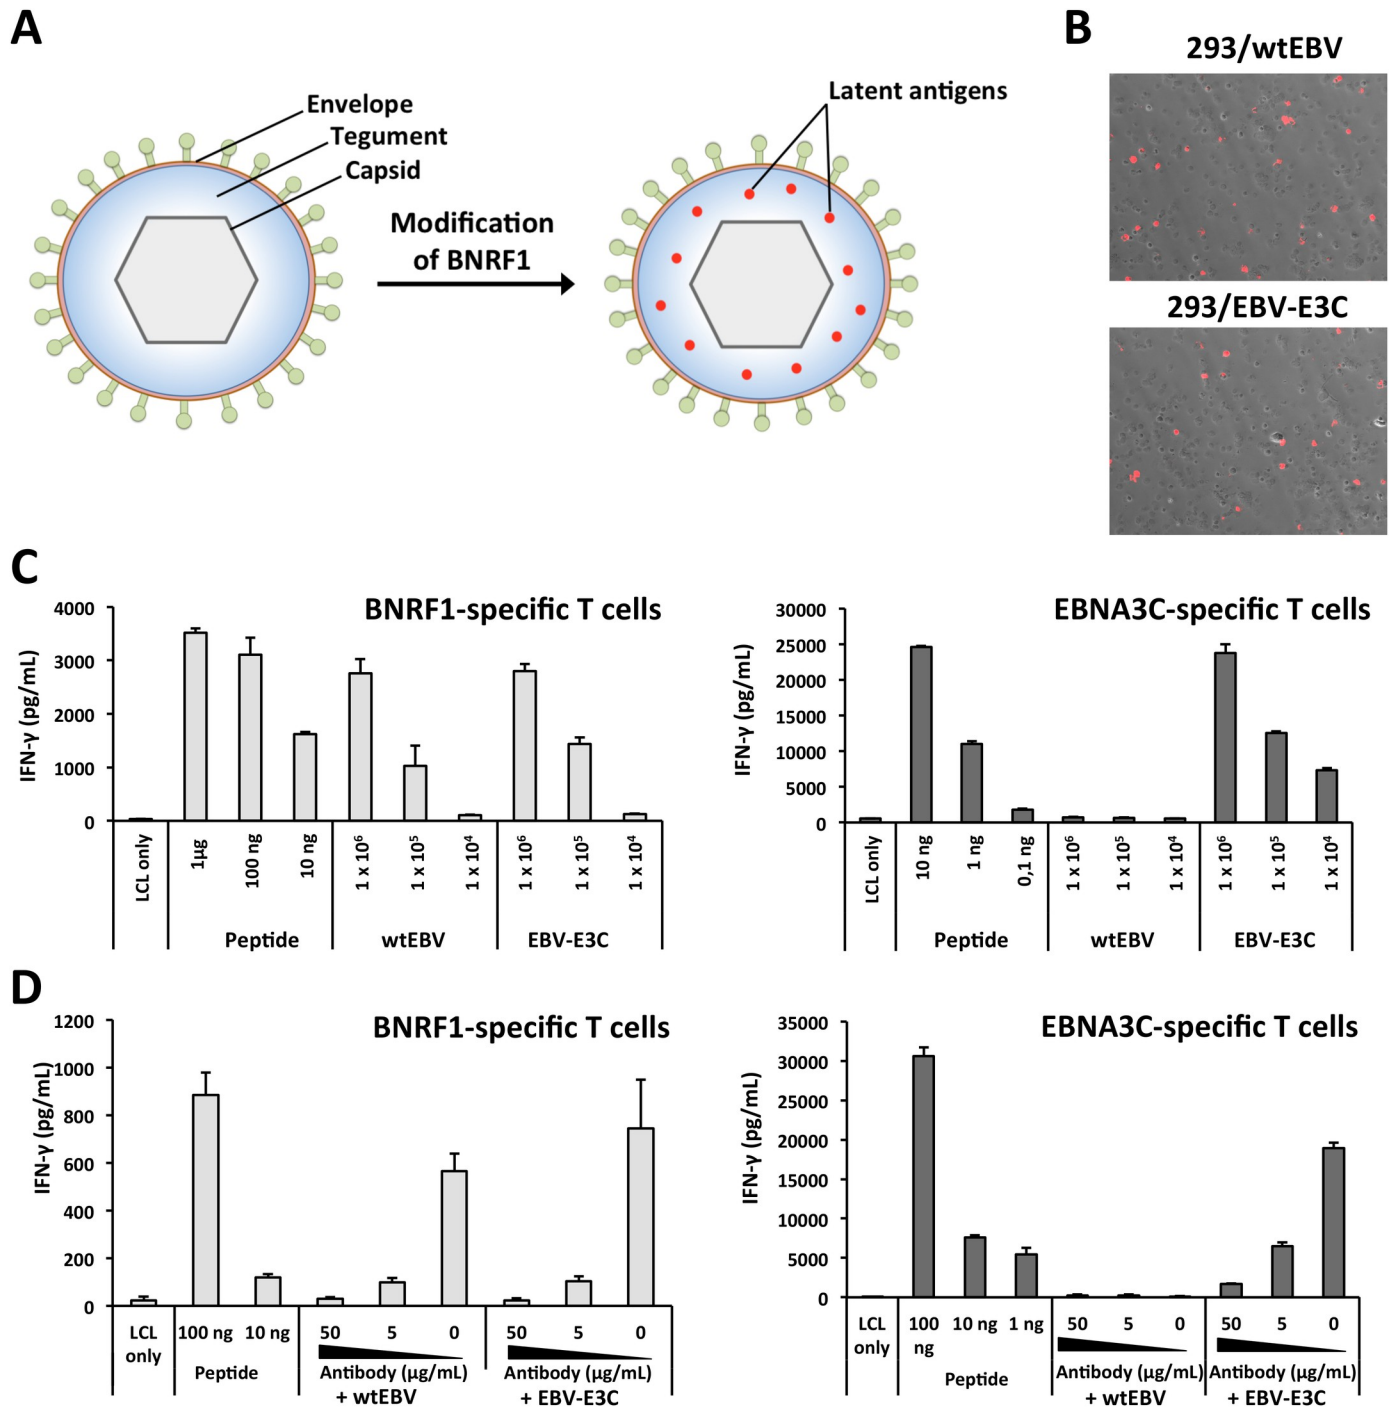 A
Envelope
Tegument
Capsid
Modification
of BNRF1
Latent antigens
B
293/wtEBV
293/EBV-E3C
C
BNRF1-specific T cells
IFN-γ (pg/mL)
4000
3000
2000
1000
0
LCL only
1µg
100 ng
10 ng
1 x 10⁶
1 x 10⁵
1 x 10⁴
1 x 10⁶
1 x 10⁵
1 x 10⁴
Peptide
wtEBV
EBV-E3C
EBNA3C-specific T cells
IFN-γ (pg/mL)
30000
25000
20000
15000
10000
5000
0
LCL only
10 ng
1 ng
0,1 ng
1 x 10⁶
1 x 10⁵
1 x 10⁴
1 x 10⁶
1 x 10⁵
1 x 10⁴
Peptide
wtEBV
EBV-E3C
D
BNRF1-specific T cells
IFN-γ (pg/mL)
1200
1000
800
600
400
200
0
LCL
only
100 ng
10 ng
50
5
0
50
5
0
Peptide
Antibody (µg/mL)
+ wtEBV
Antibody (µg/mL)
+ EBV-E3C
EBNA3C-specific T cells
IFN-γ (pg/mL)
35000
30000
25000
20000
15000
10000
5000
0
LCL
only
100
ng
10 ng
1 ng
50
5
0
50
5
0
Peptide
Antibody (µg/mL)
+ wtEBV
Antibody (µg/mL)
+ EBV-E3C